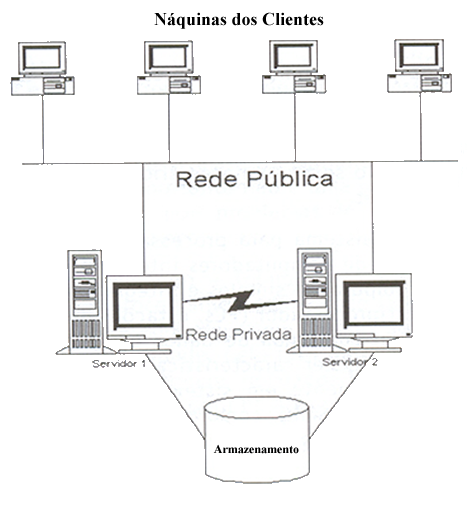 Náquinas dos Clientes
Rede Pública
Rede Privada
Servidor 1
Servidor 2
Armazenamento